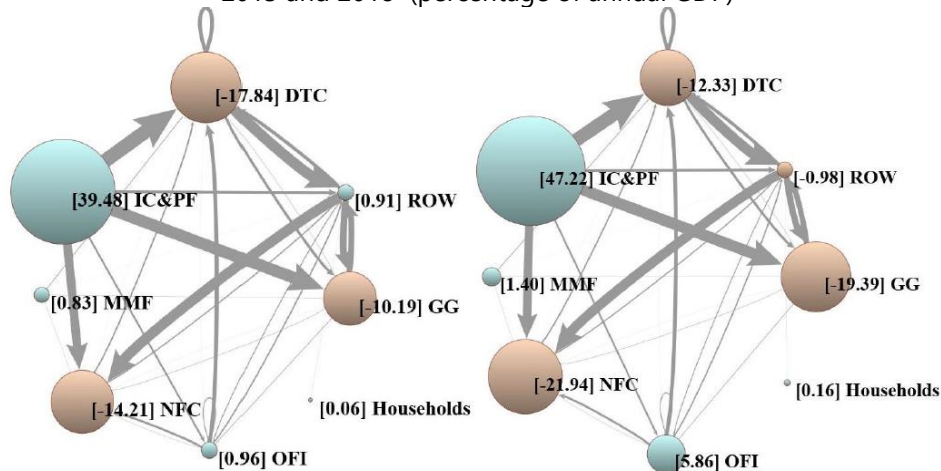 2015 and 2016 (percentage of annual GDP)
[-17.84] DTC
[39.48] IC&PF
[0.91] ROW
[0.83] MMF
[-10.19] GG
[-14.21] NFC
[0.06] Households
[0.96] OFI
[-12.33] DTC
[47.22] IC&PF
[-0.98] ROW
[1.40] MMF
[-19.39] GG
[-21.94] NFC
[0.16] Households
[5.86] OFI